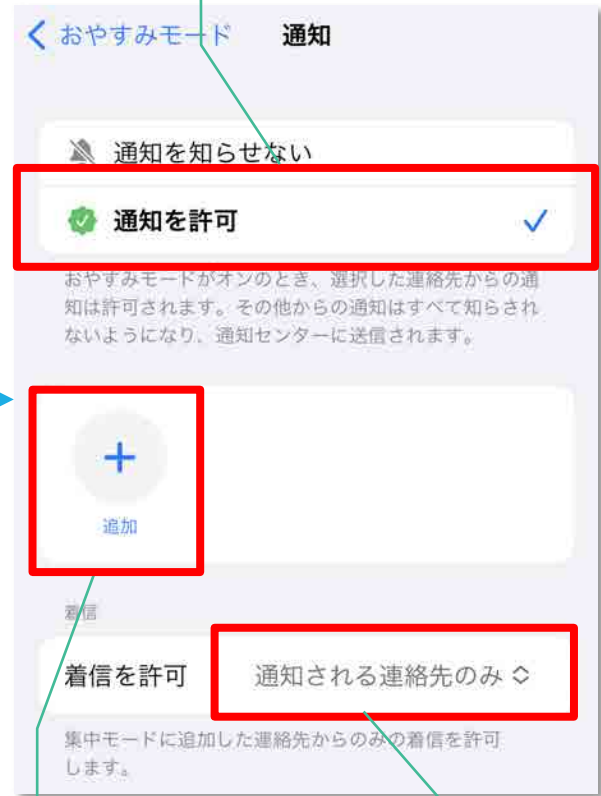 おやすみモード 通知
通知を知らせない
通知を許可
おやすみモードがオンのとき、選択した連絡先からの通
知は許可されます。その他からの通知はすべて知らされ
ないようになり、通知センターに送信されます。
追加
着信
着信を許可 通知される連絡先のみ
集中モードに追加した連絡先からのみの着信を許可
します。